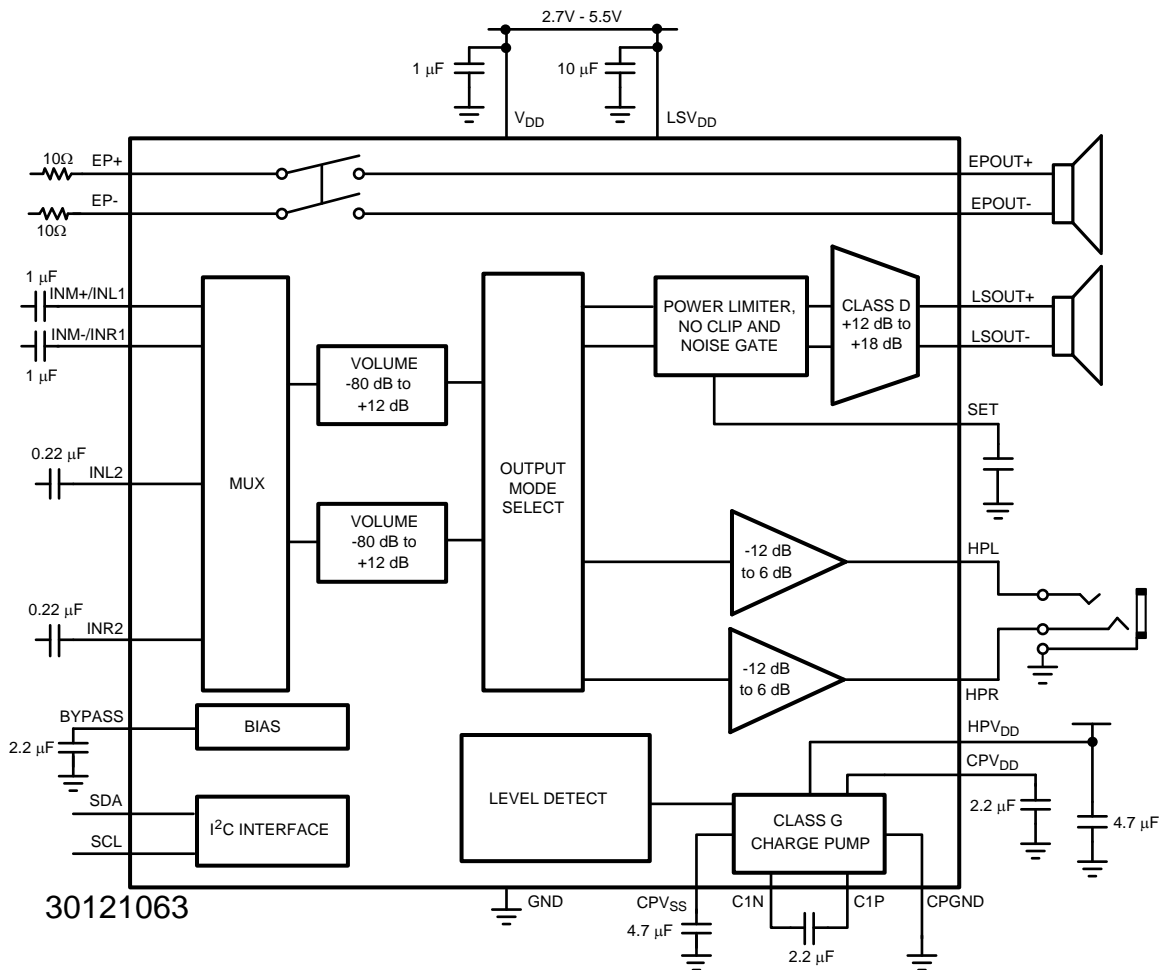 2.7V - 5.5V
1 μF
10 μF
VDD
LSVDD
10Ω
EP+
EPOUT+
EP-
EPOUT-
10Ω
1 μF
INM+/INL1
INM-/INR1
1 μF
POWER LIMITER,
NO CLIP AND
NOISE GATE
CLASS D
+12 dB to
+18 dB
LSOUT+
LSOUT-
VOLUME
-80 dB to
+12 dB
SET
0.22 μF
INL2
MUX
OUTPUT
MODE
SELECT
VOLUME
-80 dB to
+12 dB
-12 dB
to 6 dB
HPL
0.22 μF
INR2
-12 dB
to 6 dB
HPR
BYPASS
2.2 μF
BIAS
HPVDD
CPVDD
LEVEL DETECT
2.2 μF
4.7 μF
SDA
SCL
I2C INTERFACE
CLASS G
CHARGE PUMP
30121063
GND
CPVSS
C1N
C1P
CPGND
4.7 μF
2.2 μF